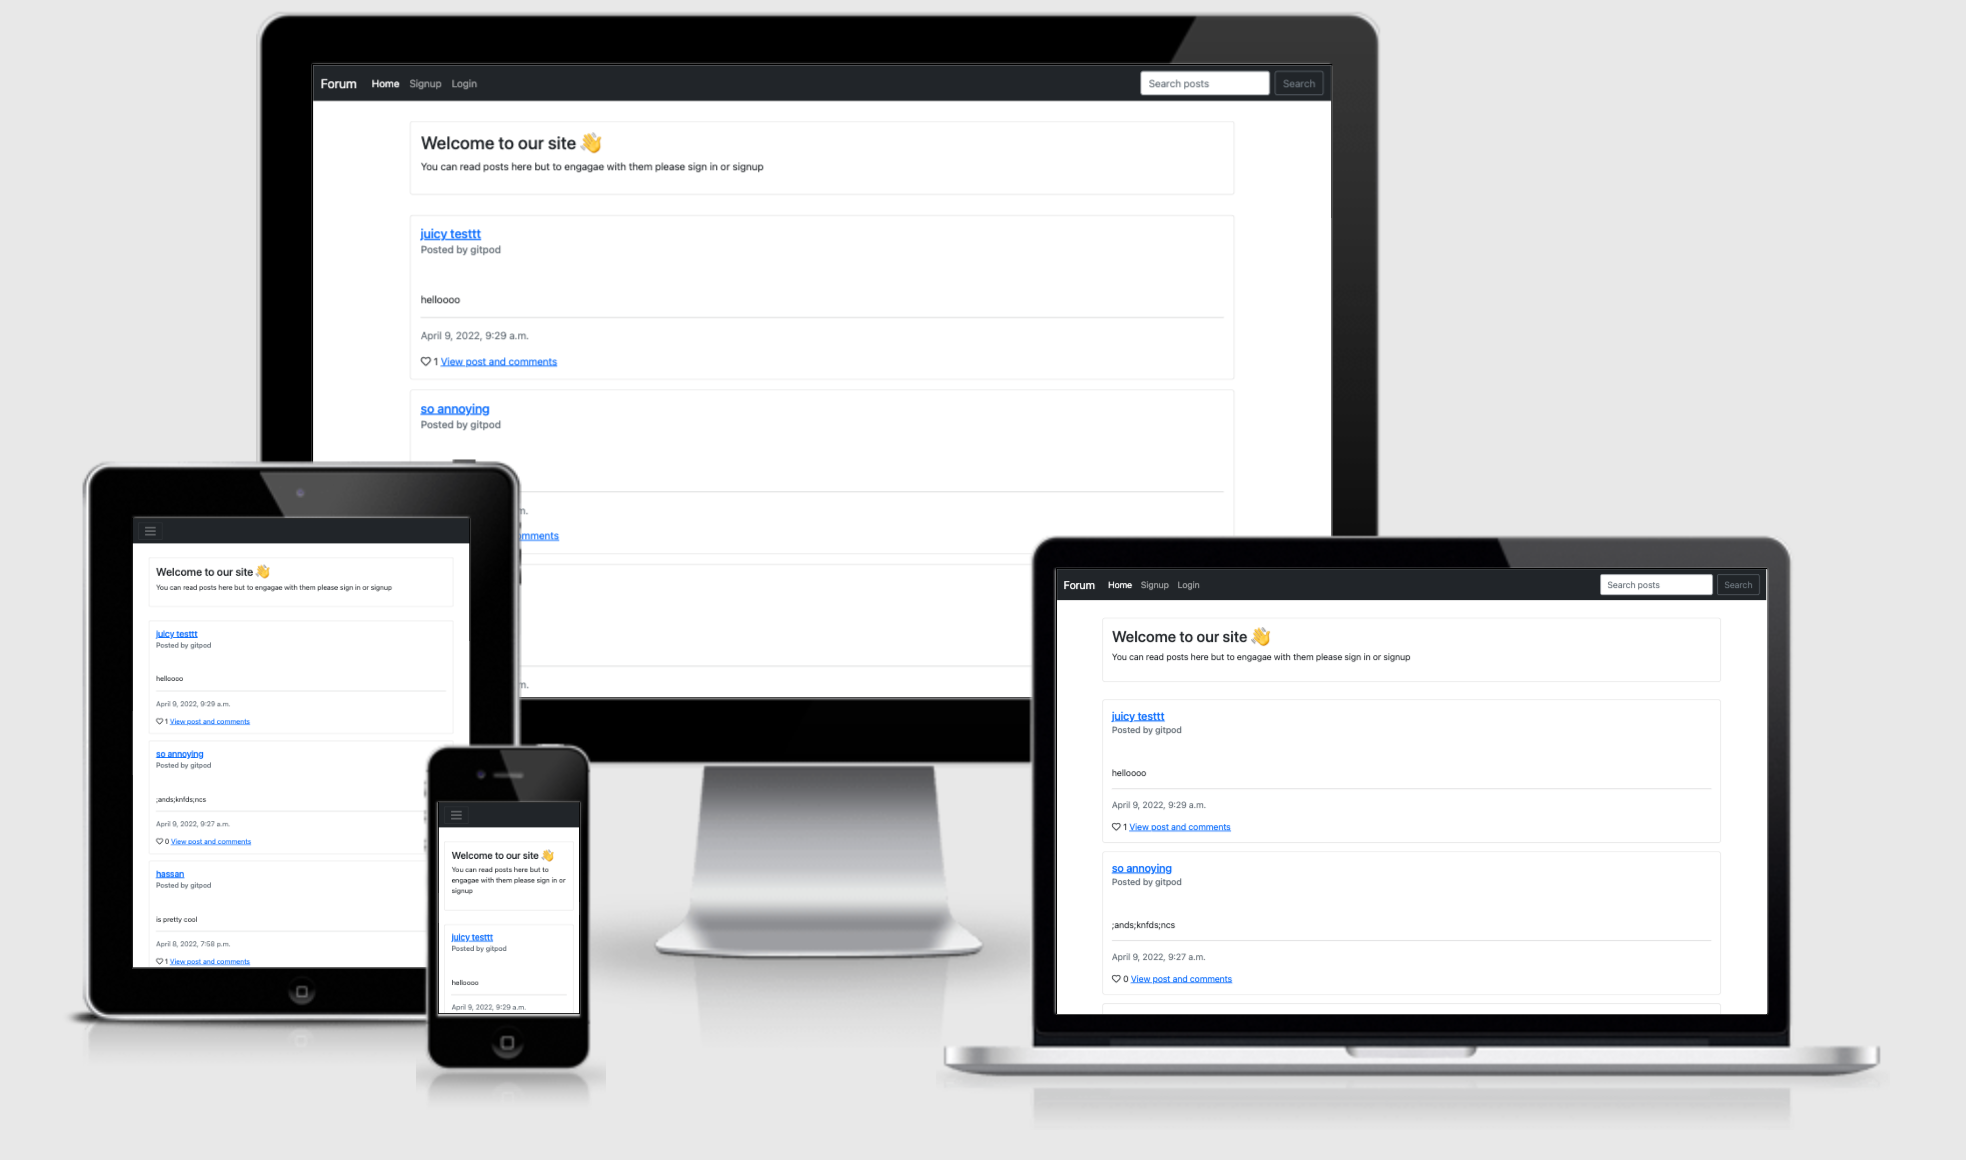 Forum Home Signup Login Search posts Search
Welcome to our site 👋
You can read posts here but to engagae with them please sign in or signup
juicy testtt
Posted by gitpod
helloooo
April 9, 2022, 9:29 a.m.
1 View post and comments
so annoying
Posted by gitpod
m.
omments
m.
Welcome to our site 👋
You can read posts here but to engagae with them please sign in or signup
juicy testtt
Posted by gitpod
helloooo
April 9, 2022, 9:29 a.m.
1 View post and comments
so annoying
Posted by gitpod
;ands;knfds;ncs
April 9, 2022, 9:27 a.m.
0 View post and comments
hassan
Posted by gitpod
is pretty cool
April 8, 2022, 7:58 p.m.
1 View post and comments
Welcome to our site 👋
You can read posts here but to
engagae with them please sign in or
signup
juicy testtt
Posted by gitpod
helloooo
April 9, 2022, 9:29 a.m.
Forum Home Signup Login Search posts Search
Welcome to our site 👋
You can read posts here but to engagae with them please sign in or signup
juicy testtt
Posted by gitpod
helloooo
April 9, 2022, 9:29 a.m.
1 View post and comments
so annoying
Posted by gitpod
;ands;knfds;ncs
April 9, 2022, 9:27 a.m.
0 View post and comments